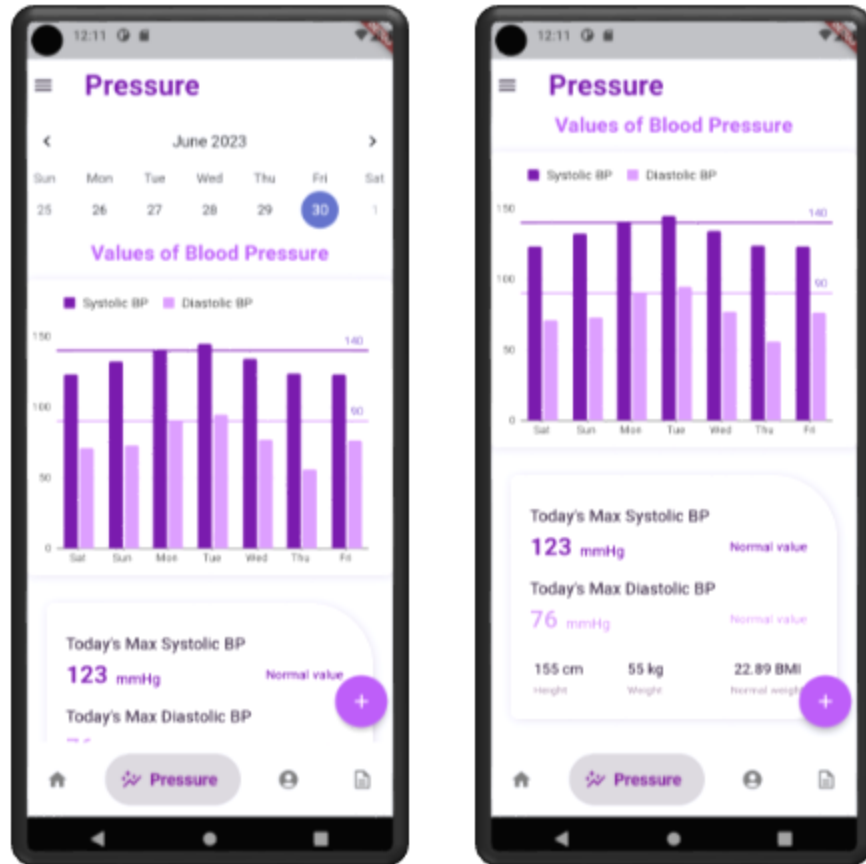 12:11
Pressure
June 2023
Sun Mon Tue Wed Thu Fri Sat
25 26 27 28 29 30 1
Values of Blood Pressure
Systolic BP Diastolic BP
150
140
100
90
50
0
Sat Sun Mon Tue Wed Thu Fri
Today's Max Systolic BP
123 mmHg Normal value
Today's Max Diastolic BP
Pressure
12:11
Pressure
Values of Blood Pressure
Systolic BP Diastolic BP
150
140
100
90
50
0
Sat Sun Mon Tue Wed Thu Fri
Today's Max Systolic BP
123 mmHg Normal value
Today's Max Diastolic BP
76 mmHg Normal value
155 cm 55 kg 22.89 BMI
Height Weight Normal weight
Pressure